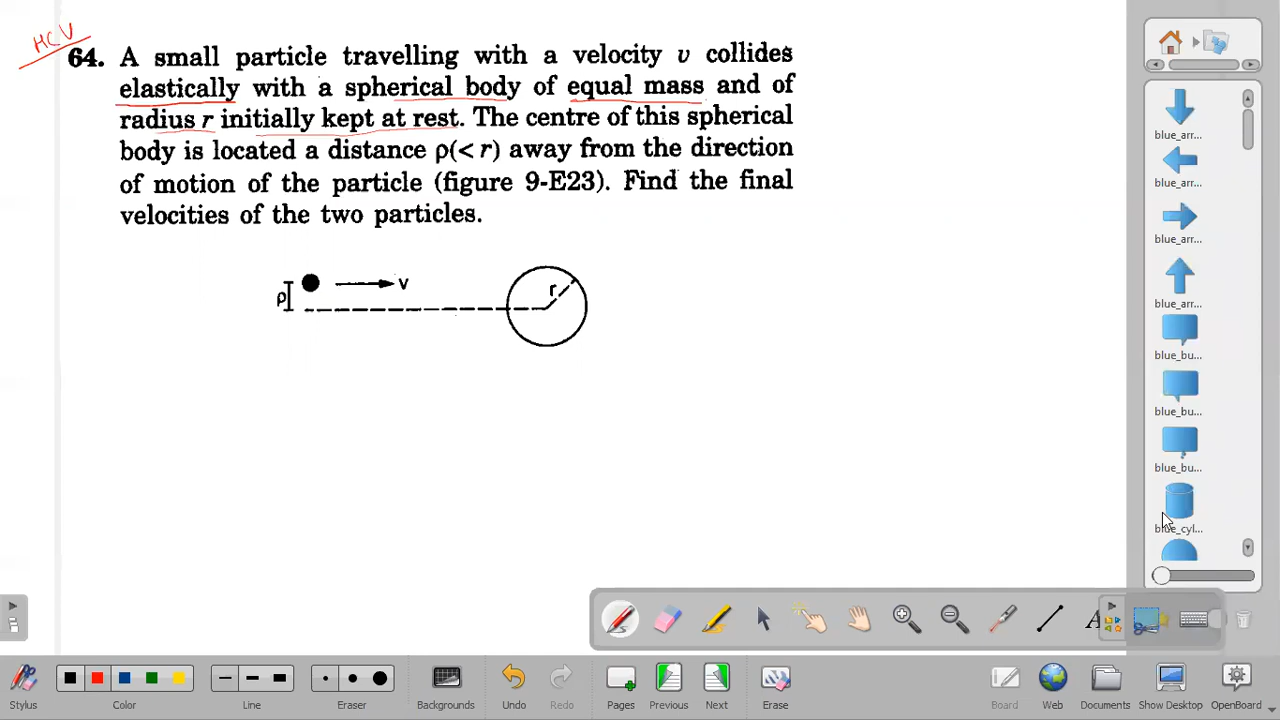 HCV
64. A small particle travelling with a velocity v collides
elastically with a spherical body of equal mass and of
radius r initially kept at rest. The centre of this spherical
body is located a distance ρ(< r) away from the direction
of motion of the particle (figure 9-E23). Find the final
velocities of the two particles.
ρ
v
r
blue_arr...
blue_arr...
blue_arr...
blue_arr...
blue_bu...
blue_bu...
blue_bu...
blue_cyl...
A
Stylus
Color
Line
Eraser
Backgrounds
Undo
Redo
Pages
Previous
Next
Erase
Board
Web
Documents
Show Desktop
OpenBoard